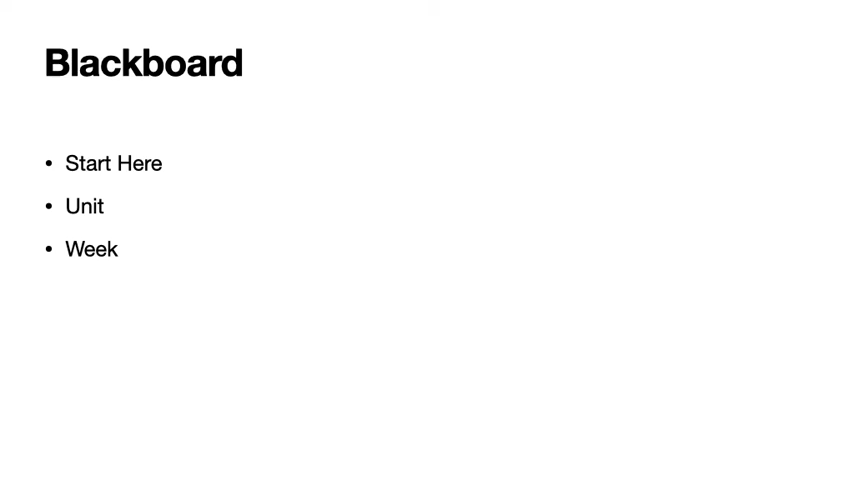 Blackboard
• Start Here
• Unit
• Week